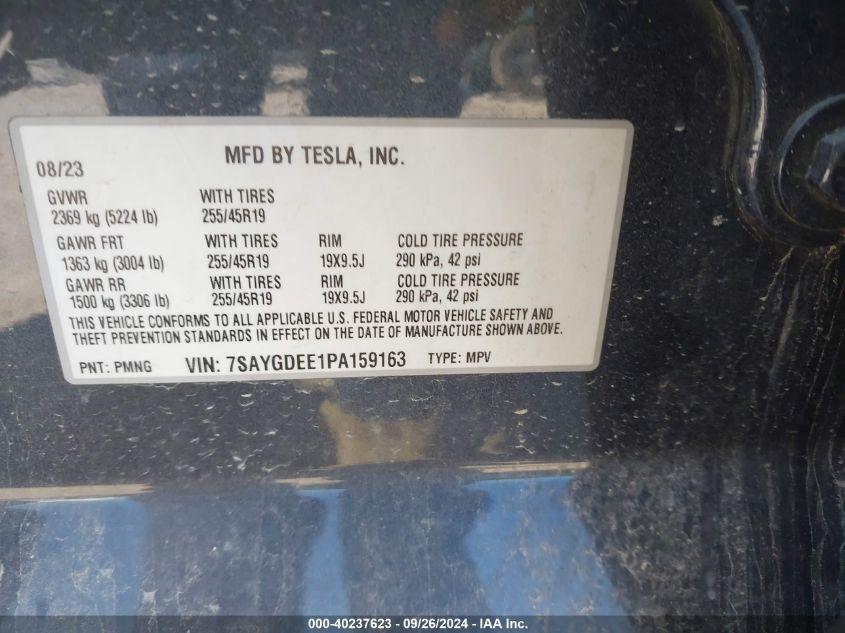 08/23 MFD BY TESLA, INC.
GVWR WITH TIRES
2369 kg (5224 lb) 255/45R19
GAWR FRT WITH TIRES RIM COLD TIRE PRESSURE
1363 kg (3004 lb) 255/45R19 19X9.5J 290 kPa, 42 psi
GAWR RR WITH TIRES RIM COLD TIRE PRESSURE
1500 kg (3306 lb) 255/45R19 19X9.5J 290 kPa, 42 psi
THIS VEHICLE CONFORMS TO ALL APPLICABLE U.S. FEDERAL MOTOR VEHICLE SAFETY AND
THEFT PREVENTION STANDARDS IN EFFECT ON THE DATE OF MANUFACTURE SHOWN ABOVE.
PNT: PMNG VIN: 7SAYGDEE1PA159163 TYPE: MPV
000-40237623 - 09/26/2024 - IAA Inc.